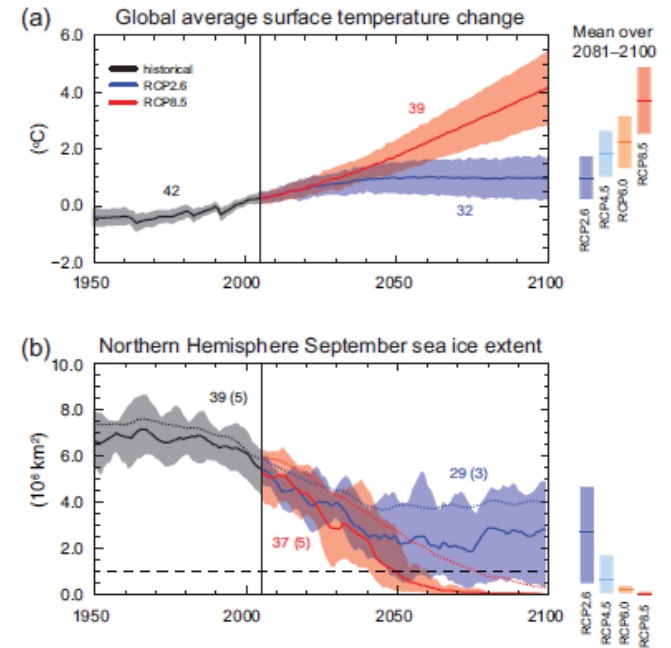 (a) Global average surface temperature change
Mean over
2081–2100
6.0
4.0
2.0
0.0
−2.0
(°C)
historical
RCP2.6
RCP8.5
42
39
32
1950 2000 2050 2100
RCP2.6
RCP4.5
RCP6.0
RCP8.5
(b) Northern Hemisphere September sea ice extent
10.0
8.0
6.0
4.0
2.0
0.0
(10⁶ km²)
39 (5)
29 (3)
37 (5)
1950 2000 2050 2100
RCP2.6
RCP4.5
RCP6.0
RCP8.5